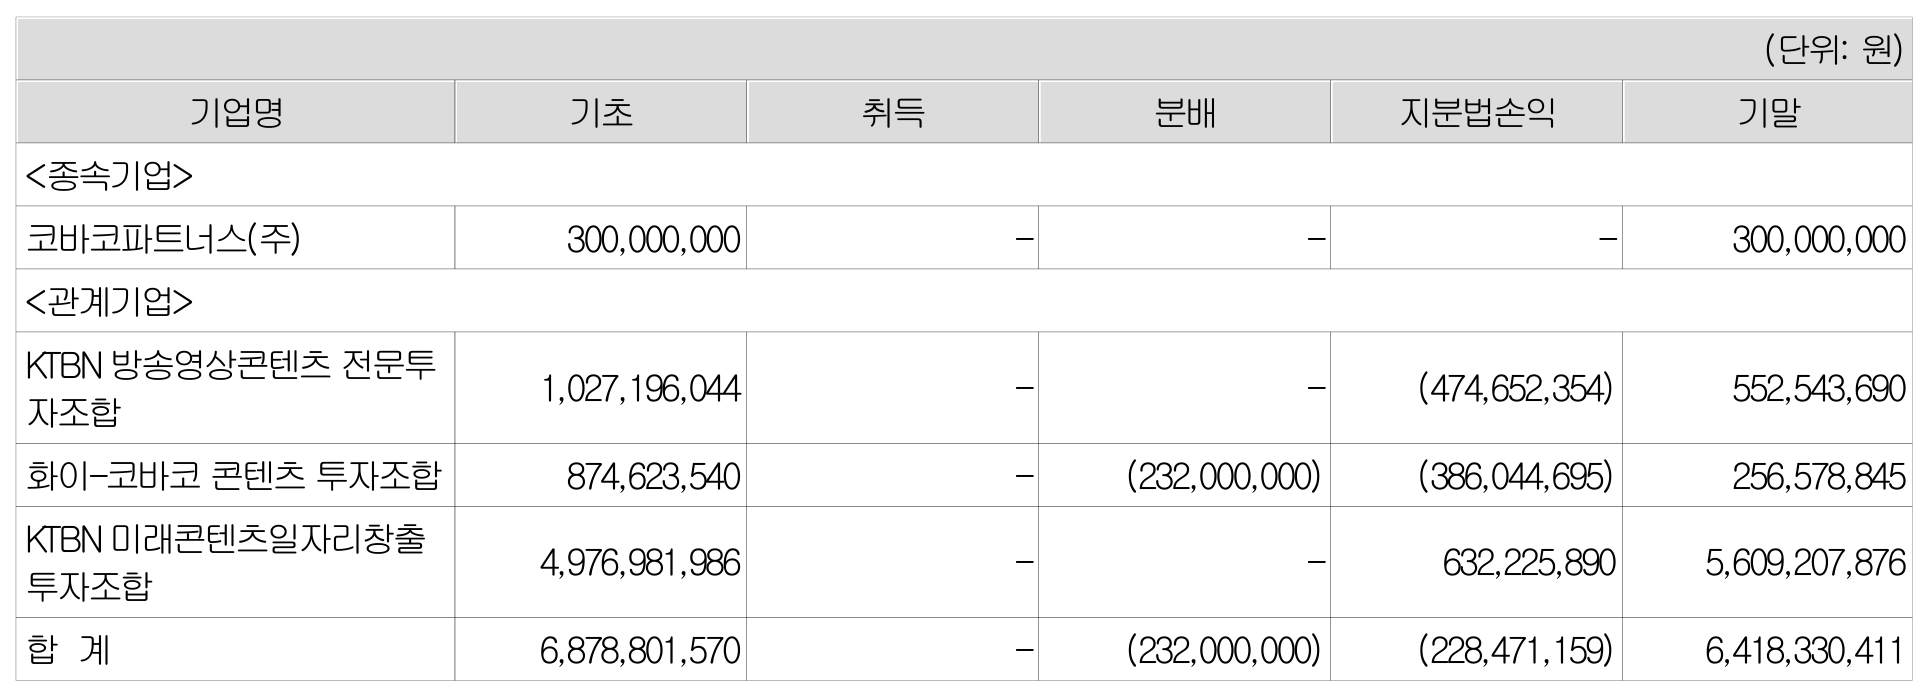 (단위: 원)
기업명 기초 취득 분배 지분법손익 기말
<종속기업>
코바코파트너스(주) 300,000,000 – – – 300,000,000
<관계기업>
KTBN 방송영상콘텐츠 전문투
자조합 1,027,196,044 – – (474,652,354) 552,543,690
화이-코바코 콘텐츠 투자조합 874,623,540 – (232,000,000) (386,044,695) 256,578,845
KTBN 미래콘텐츠일자리창출
투자조합 4,976,981,986 – – 632,225,890 5,609,207,876
합 계 6,878,801,570 – (232,000,000) (228,471,159) 6,418,330,411